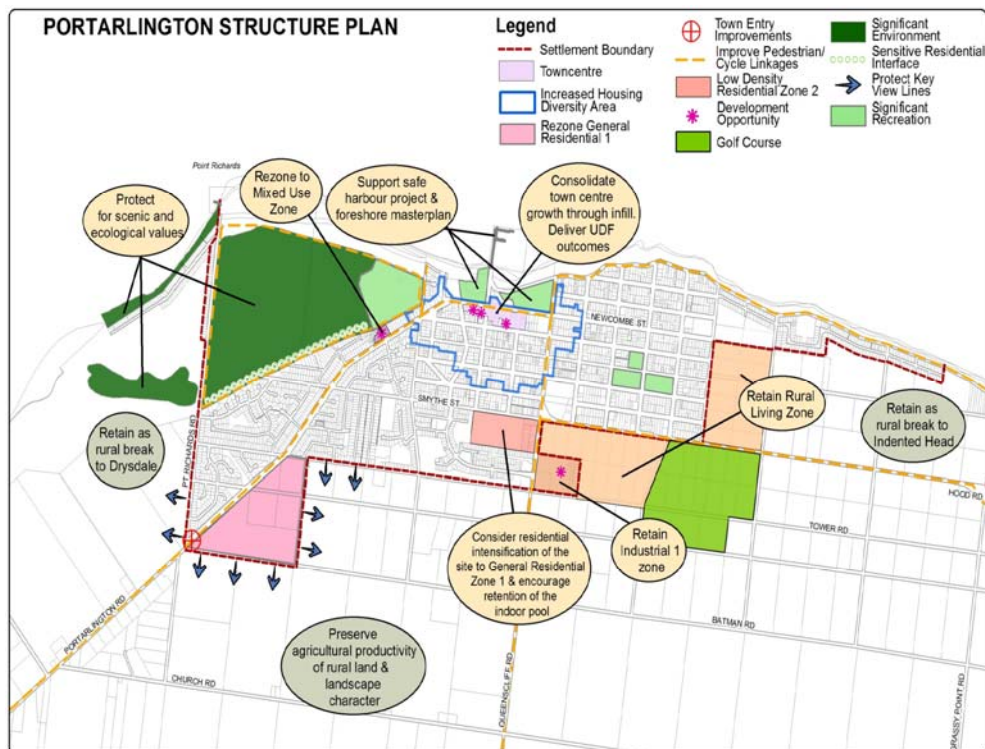 PORTARLINGTON STRUCTURE PLAN
Legend
Settlement Boundary
Towncentre
Increased Housing
Diversity Area
Rezone General
Residential 1
Town Entry
Improvements
Improve Pedestrian/
Cycle Linkages
Low Density
Residential Zone 2
Development
Opportunity
Golf Course
Significant
Environment
Sensitive Residential
Interface
Protect Key
View Lines
Significant
Recreation
Point Richards
Protect
for scenic and
ecological values
Rezone to
Mixed Use
Zone
Support safe
harbour project &
foreshore masterplan
Consolidate
town centre
growth through infill.
Deliver UDF
outcomes
NEWCOMBE ST
SMYTHE ST
Retain Rural
Living Zone
Retain as
rural break to
Indented Head
Retain as
rural break
to Drysdale
PT RICHARDS RD
HOOD RD
TOWER RD
Consider residential
intensification of the
site to General Residential
Zone 1 & encourage
retention of the
indoor pool
Retain
Industrial 1
zone
BATMAN RD
PORTARLINGTON RD
Preserve
agricultural productivity
of rural land &
landscape
character
CHURCH RD
QUEENSCLIFF RD
GRASSY POINT RD